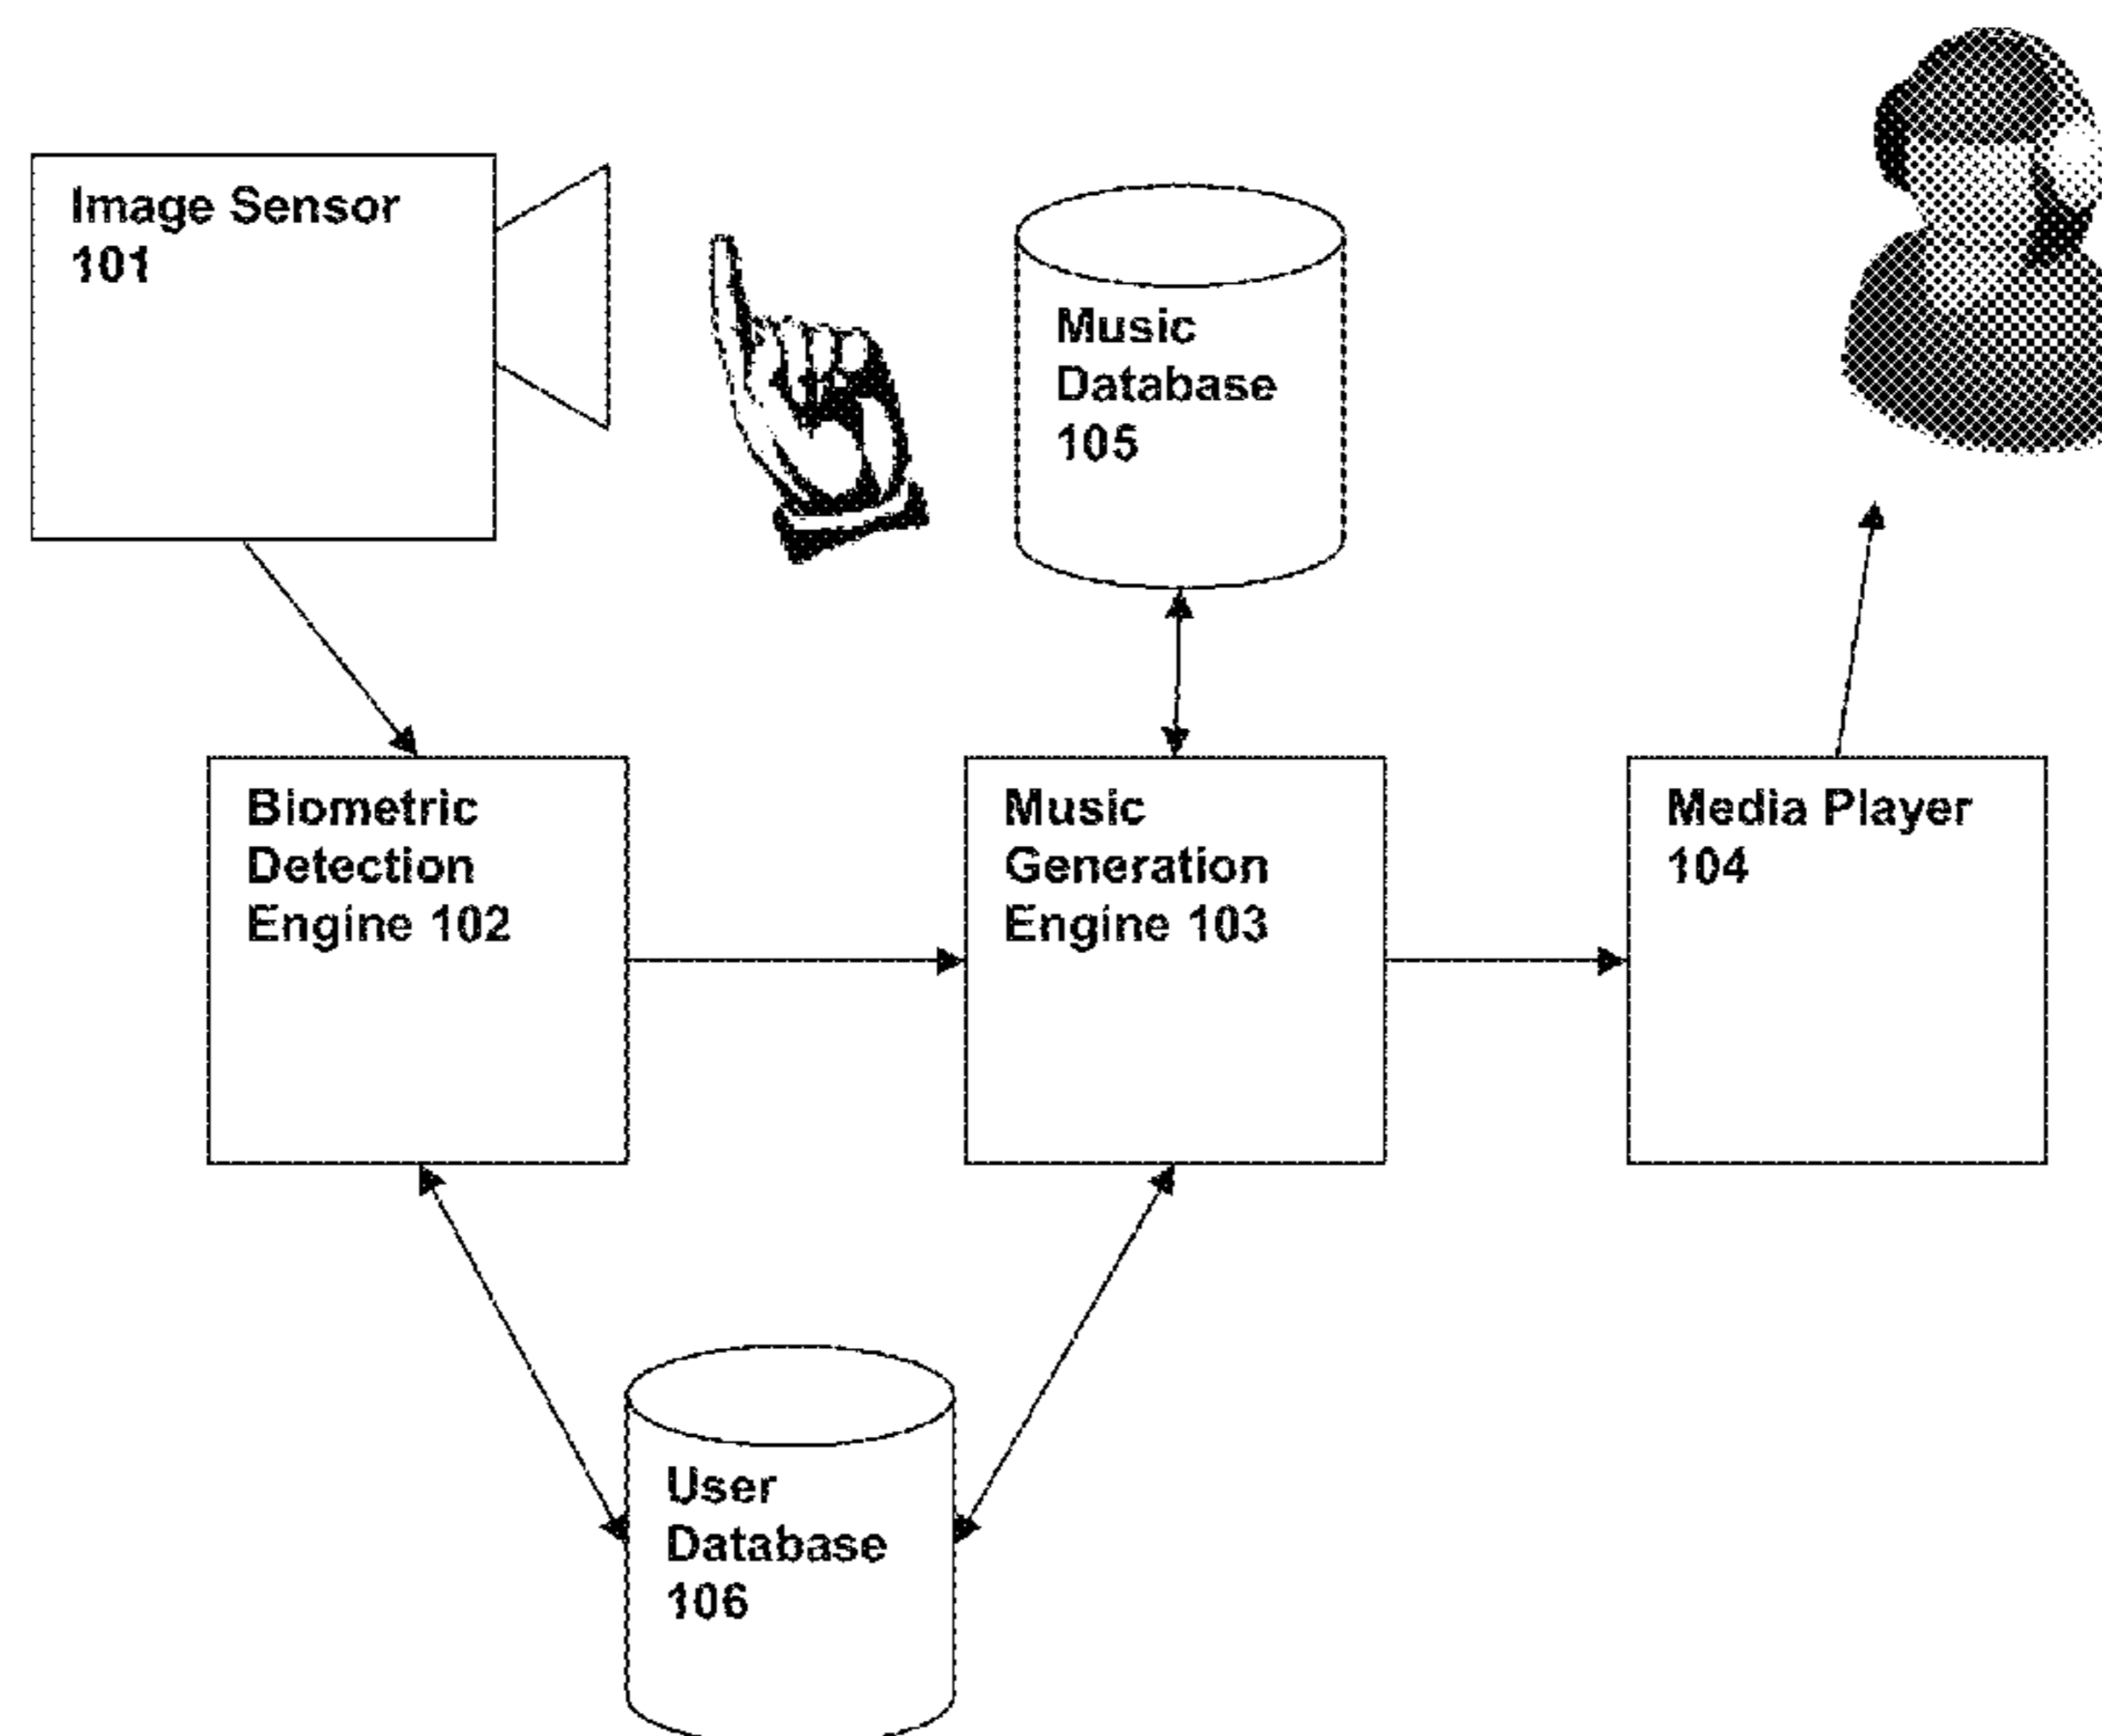 Image Sensor
101
Music
Database
105
Biometric
Detection
Engine 102
Music
Generation
Engine 103
Media Player
104
User
Database
106